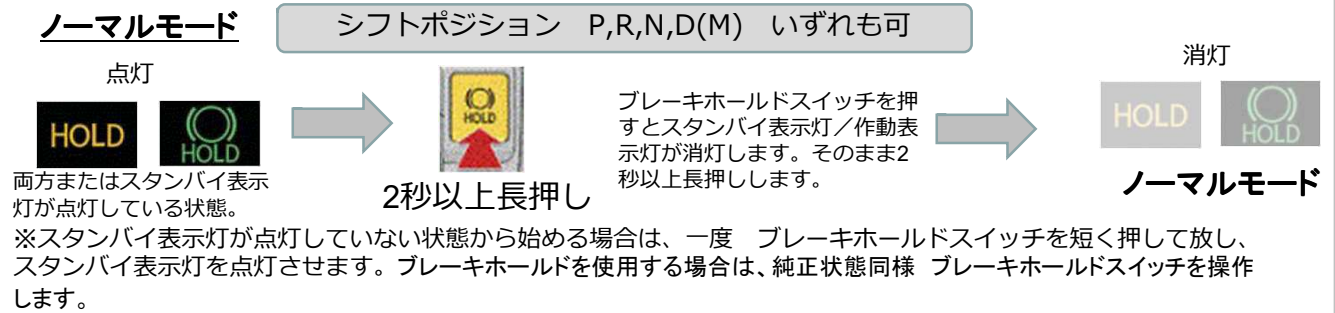 ノーマルモード
シフトポジション　P,R,N,D(M)　いずれも可
点灯
HOLD
HOLD
両方またはスタンバイ表示
灯が点灯している状態。
HOLD
2秒以上長押し
ブレーキホールドスイッチを押
すとスタンバイ表示灯／作動表
示灯が消灯します。そのまま2
秒以上長押しします。
消灯
HOLD
HOLD
ノーマルモード
※スタンバイ表示灯が点灯していない状態から始める場合は、一度　ブレーキホールドスイッチを短く押して放し、
スタンバイ表示灯を点灯させます。ブレーキホールドを使用する場合は、純正状態同様 ブレーキホールドスイッチを操作
します。